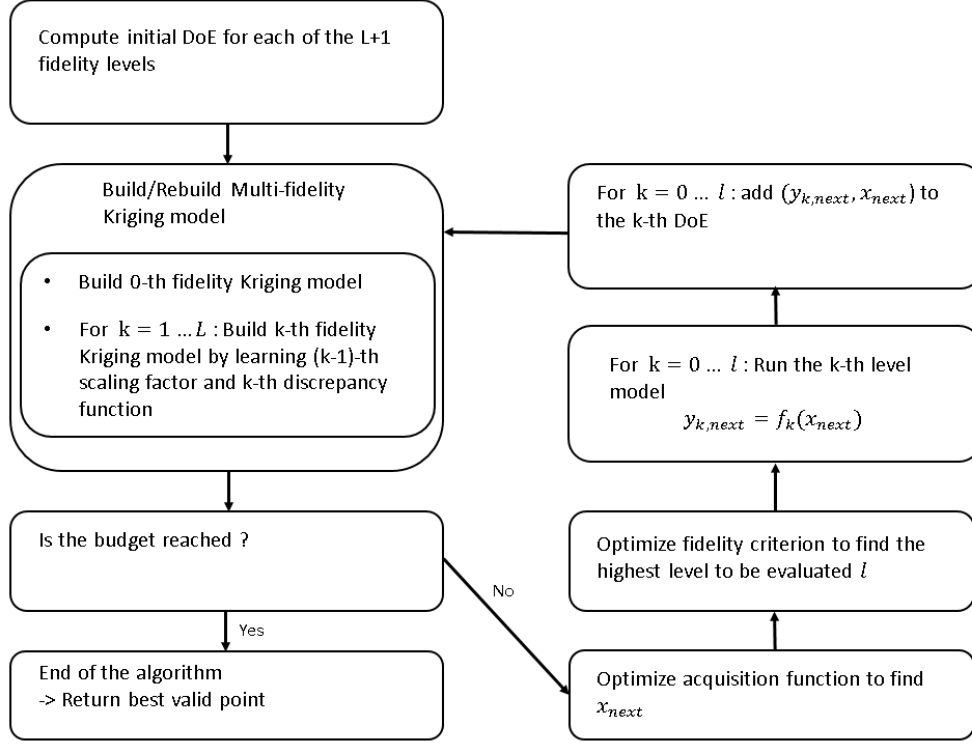 Compute initial DoE for each of the L+1
fidelity levels
Build/Rebuild Multi-fidelity
Kriging model
• Build 0-th fidelity Kriging model
• For k = 1 … L : Build k-th fidelity
Kriging model by learning (k-1)-th
scaling factor and k-th discrepancy
function
Is the budget reached ?
Yes
No
End of the algorithm
-> Return best valid point
Optimize acquisition function to find
x_{next}
Optimize fidelity criterion to find the
highest level to be evaluated l
For k = 0 … l : Run the k-th level
model
y_{k,next} = f_k(x_{next})
For k = 0 … l : add (y_{k,next}, x_{next}) to
the k-th DoE